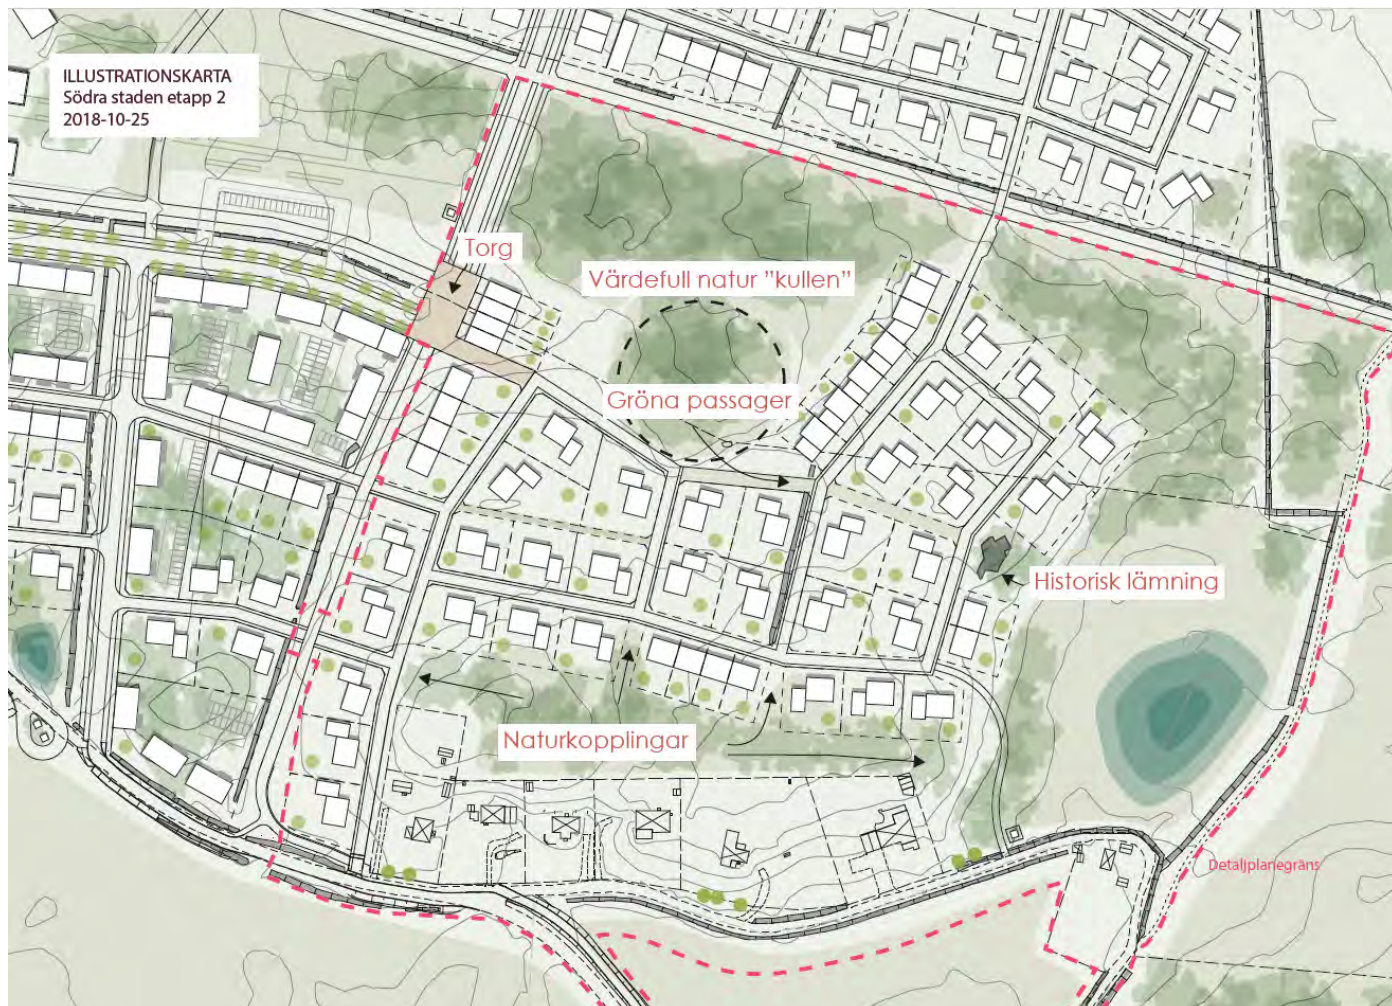 ILLUSTRATIONSKARTA
Södra staden etapp 2
2018-10-25
Torg
Värdefull natur ”kullen”
Gröna passager
Historisk lämning
Naturkopplingar
Detaljplanegräns